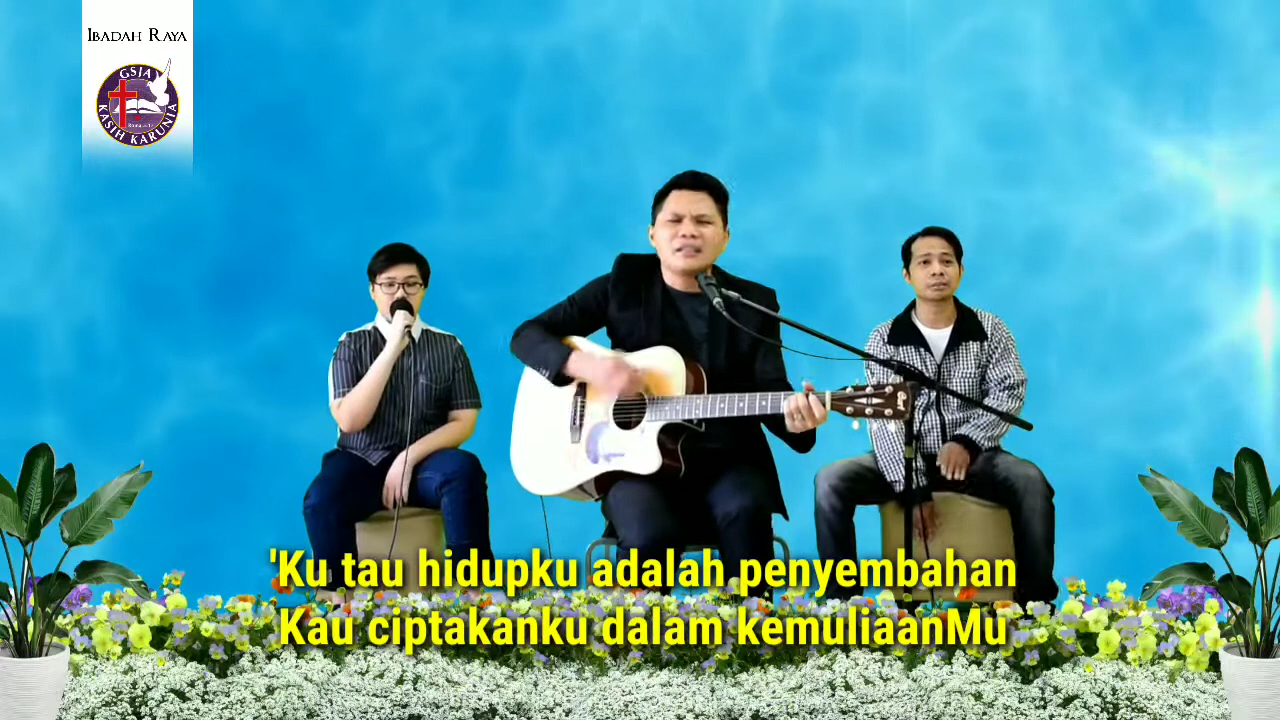 IBADAH RAYA
GSJA
KASIH KARUNIA
'Ku tau hidupku adalah penyembahan
Kau ciptakanku dalam kemuliaanMu